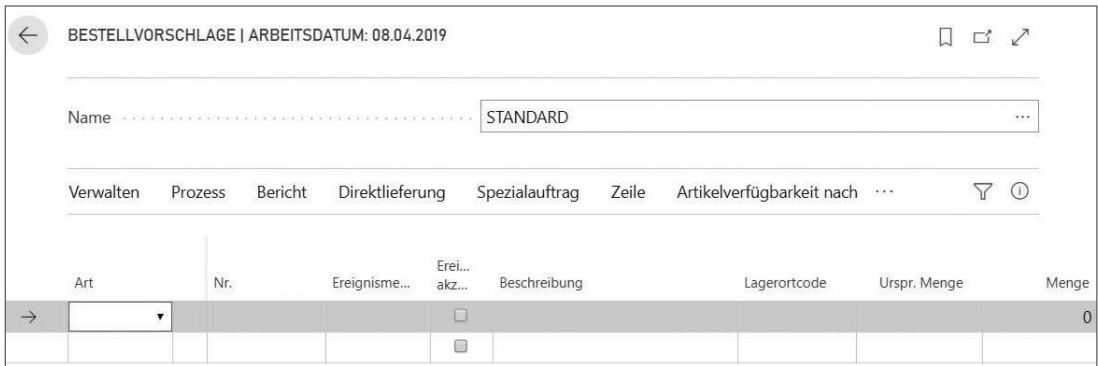 BESTELLVORSCHLAGE | ARBEITSDATUM: 08.04.2019
Name STANDARD ...
Verwalten Prozess Bericht Direktlieferung Spezialauftrag Zeile Artikelverfügbarkeit nach ...
Art Nr. Ereignisme... Erei... akz... Beschreibung Lagerortcode Urspr. Menge Menge
0